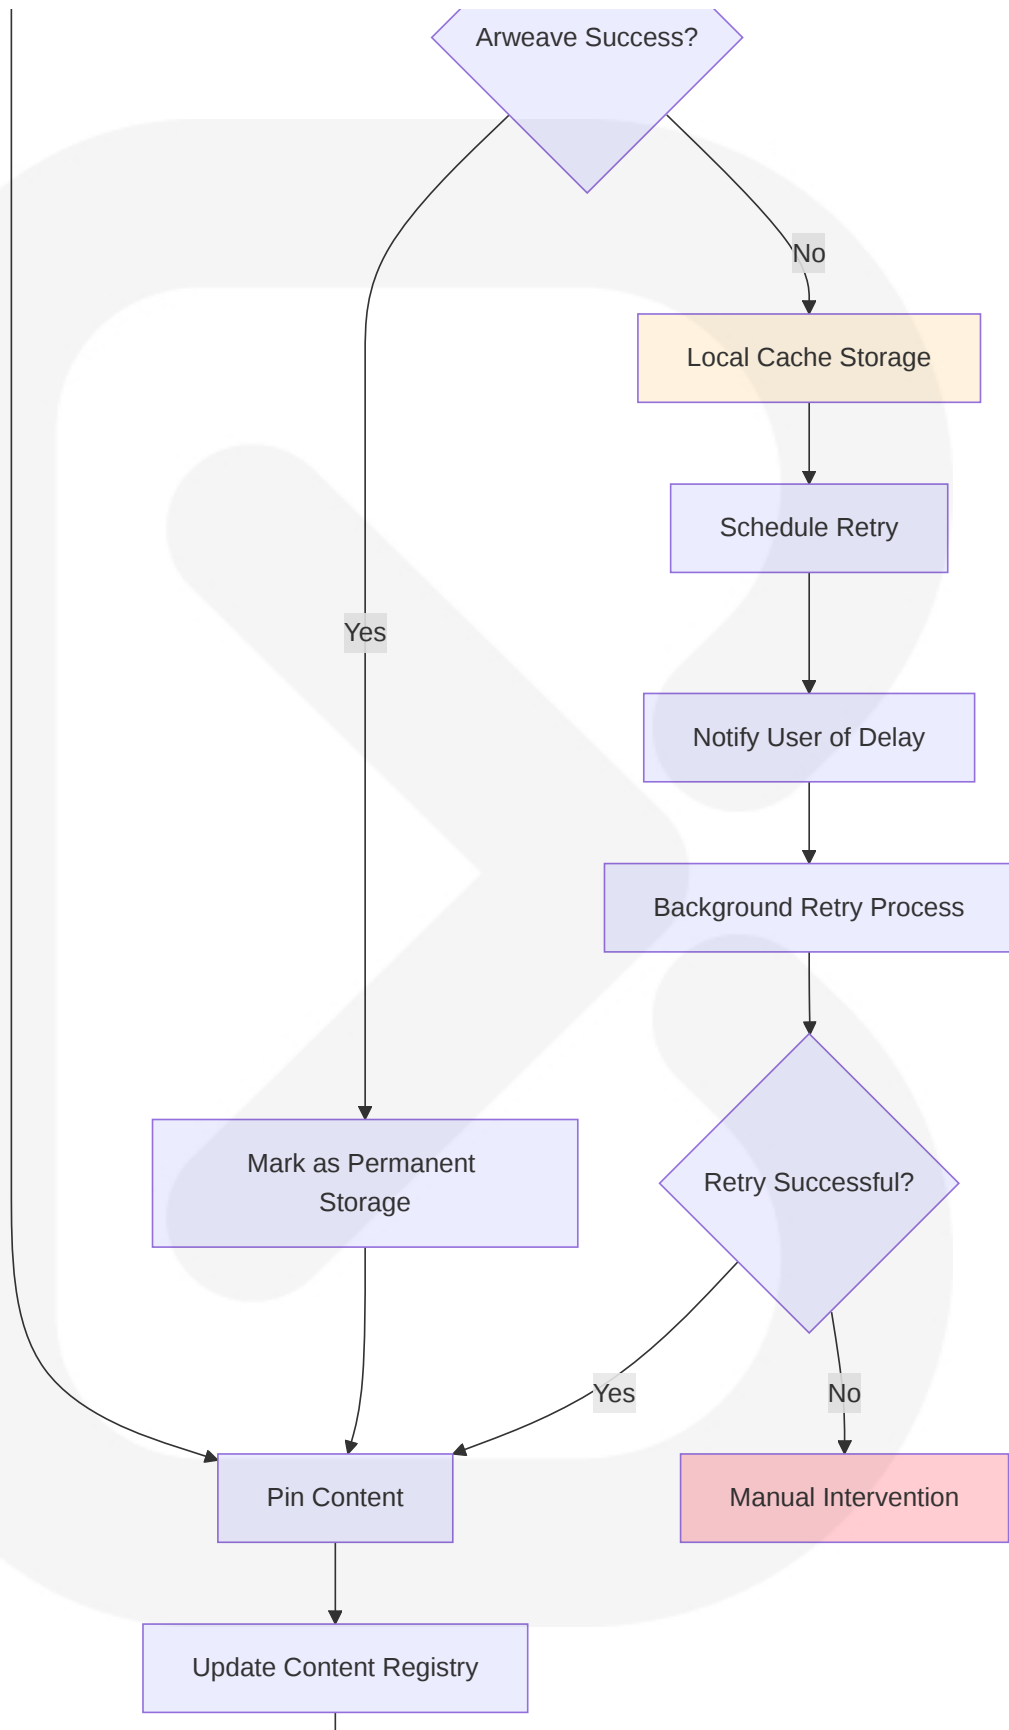 Arweave Success?
No
Local Cache Storage
Schedule Retry
Yes
Notify User of Delay
Background Retry Process
Mark as Permanent
Storage
Retry Successful?
Yes
No
Pin Content
Manual Intervention
Update Content Registry